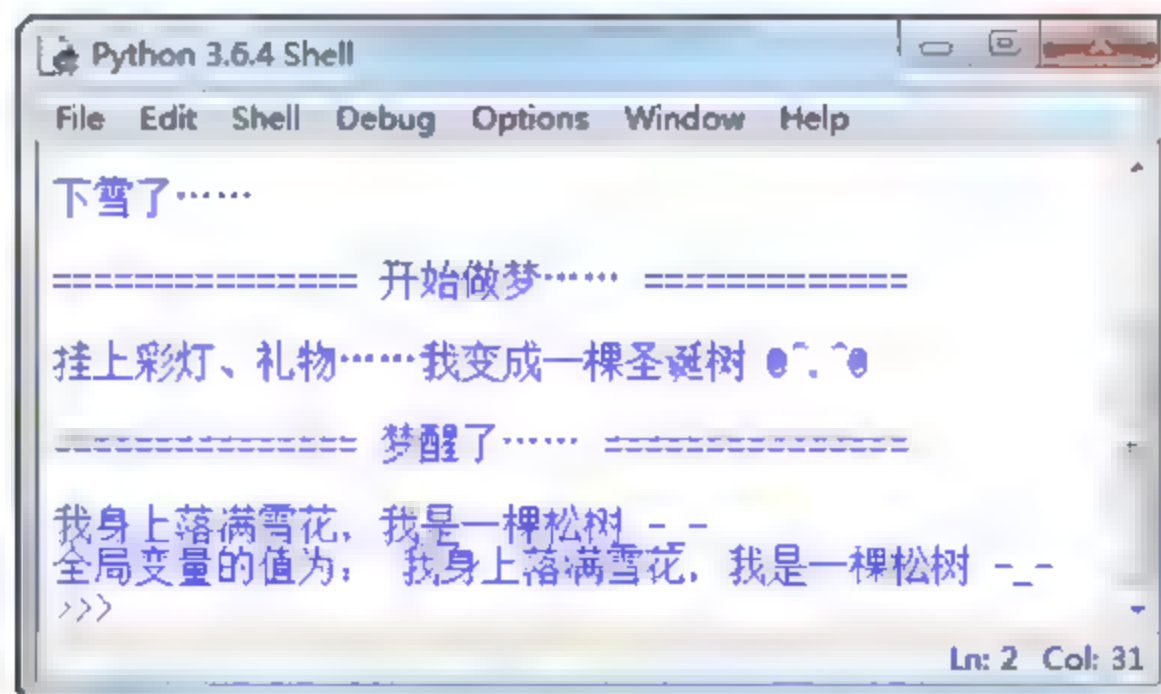 Python 3.6.4 Shell
File Edit Shell Debug Options Window Help
下雪了……
=============== 开始做梦…… =============
挂上彩灯、礼物……我变成一棵圣诞树 @^.^@
=============== 梦醒了…… ===============
我身上落满雪花，我是一棵松树 -_-
全局变量的值为： 我身上落满雪花，我是一棵松树 -_-
>>>
Ln: 2 Col: 31